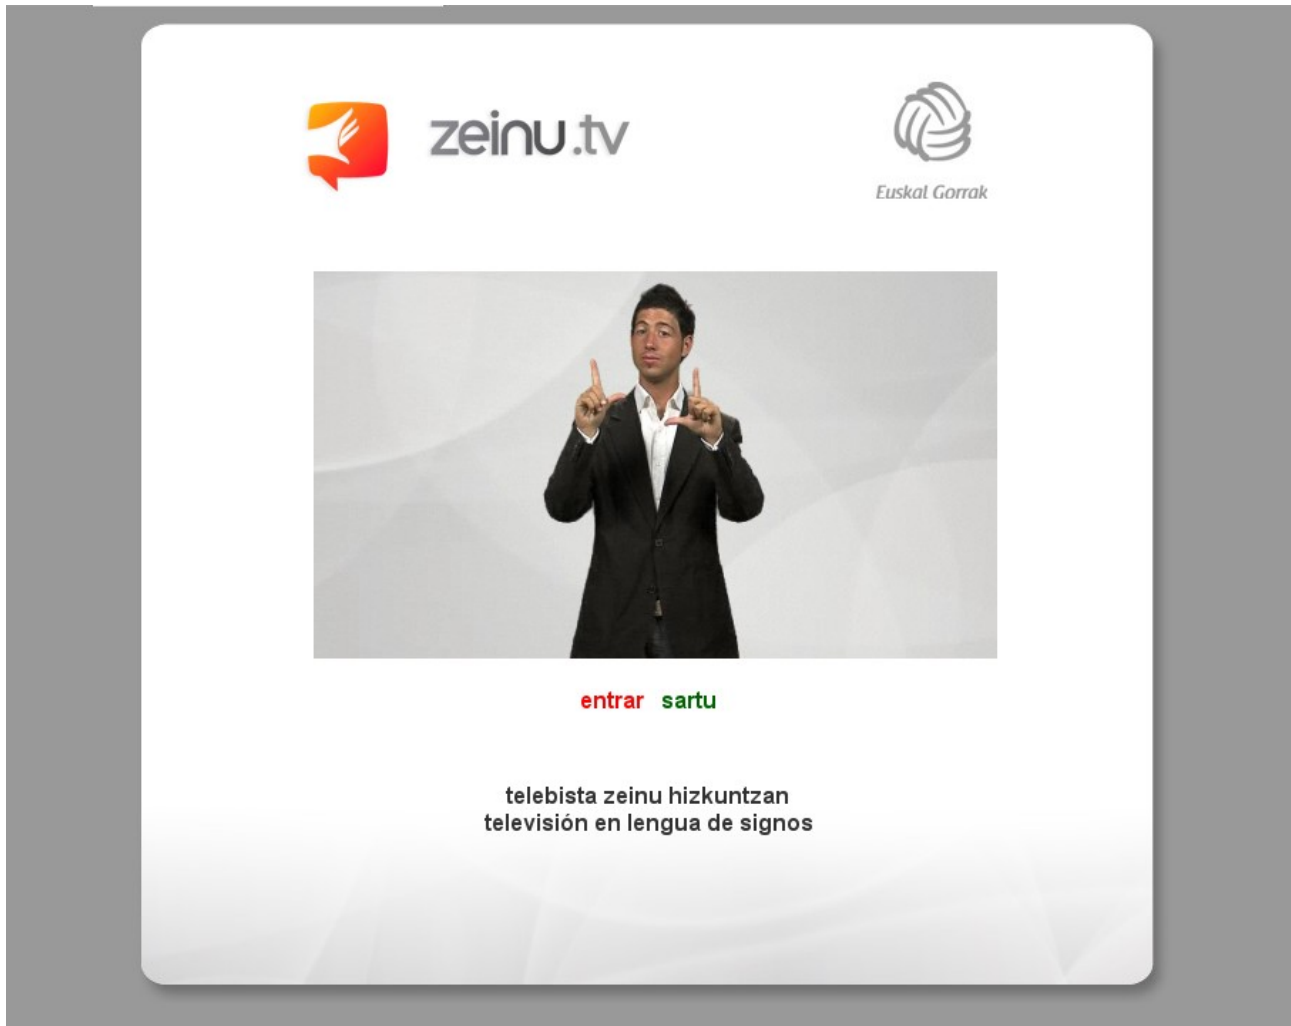 zeinu.tv
Euskal Gorrak
entrar sartu
telebista zeinu hizkuntzan
televisión en lengua de signos